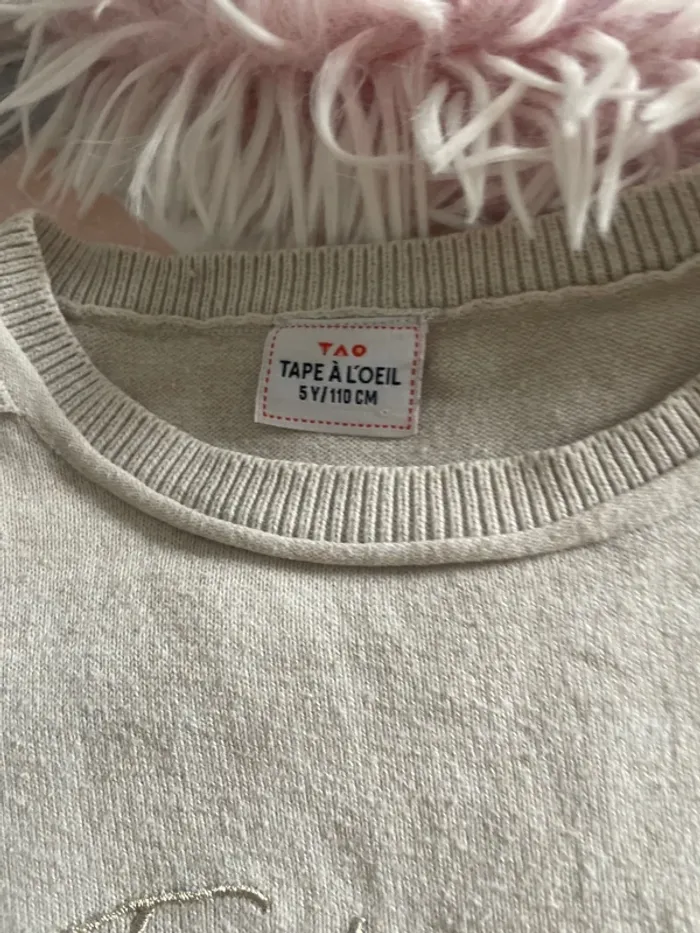 TAO
TAPE À L'OEIL
5 Y/110 CM